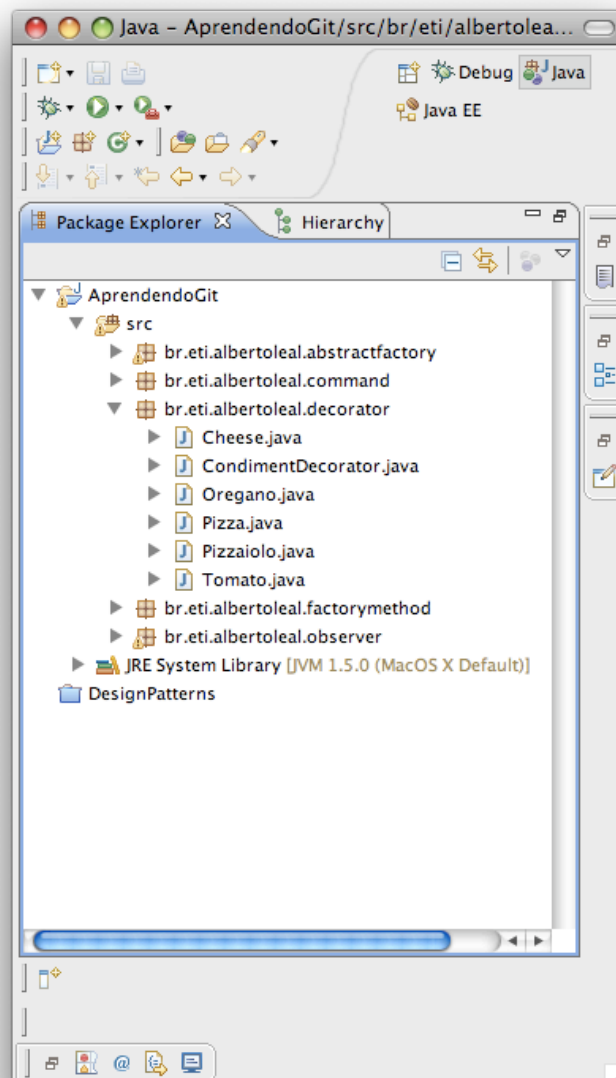 Java – AprendendoGit/src/br/eti/albertolea...
Debug Java
Java EE
Package Explorer Hierarchy
AprendendoGit
src
br.eti.albertoleal.abstractfactory
br.eti.albertoleal.command
br.eti.albertoleal.decorator
Cheese.java
CondimentDecorator.java
Oregano.java
Pizza.java
Pizzaiolo.java
Tomato.java
br.eti.albertoleal.factorymethod
br.eti.albertoleal.observer
JRE System Library [JVM 1.5.0 (MacOS X Default)]
DesignPatterns